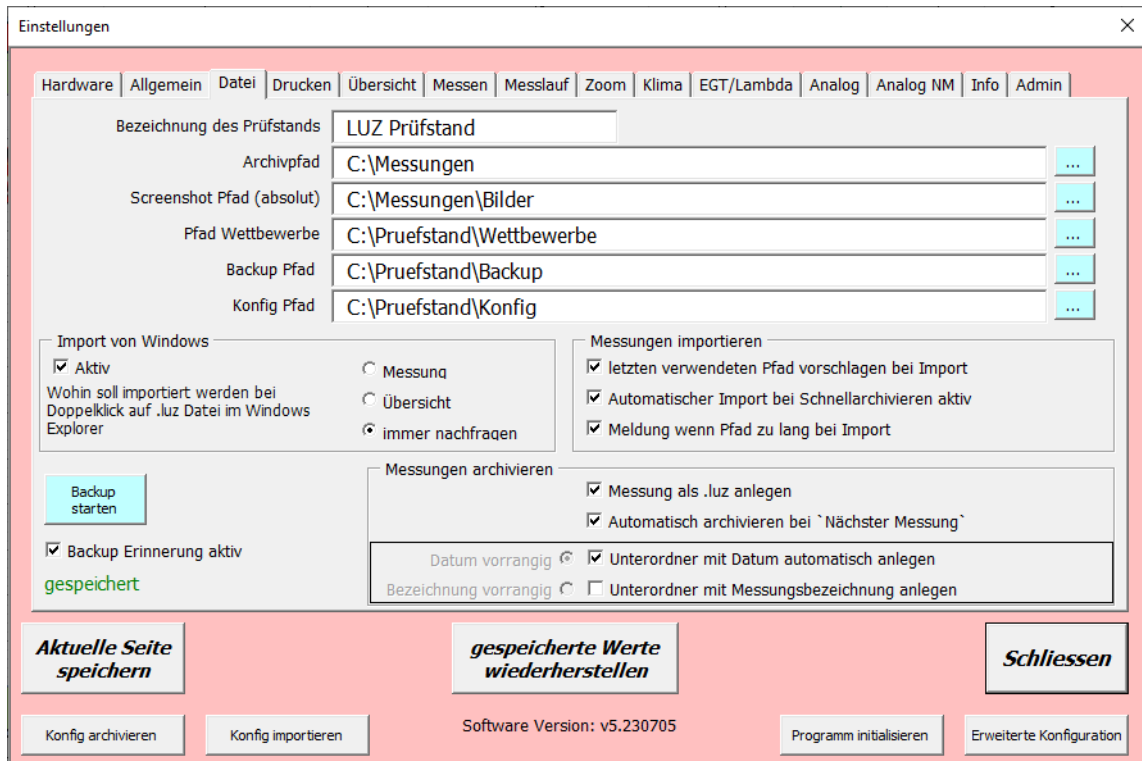 Einstellungen
Hardware Allgemein Datei Drucken Übersicht Messen Messlauf Zoom Klima EGT/Lambda Analog Analog NM Info Admin
Bezeichnung des Prüfstands LUZ Prüfstand
Archivpfad C:\Messungen ...
Screenshot Pfad (absolut) C:\Messungen\Bilder ...
Pfad Wettbewerbe C:\Pruefstand\Wettbewerbe ...
Backup Pfad C:\Pruefstand\Backup ...
Konfig Pfad C:\Pruefstand\Konfig ...
Import von Windows
Aktiv
Wohin soll importiert werden bei
Doppelklick auf .luz Datei im Windows
Explorer
Messung
Übersicht
immer nachfragen
Messungen importieren
letzten verwendeten Pfad vorschlagen bei Import
Automatischer Import bei Schnellarchivieren aktiv
Meldung wenn Pfad zu lang bei Import
Backup
starten
Backup Erinnerung aktiv
gespeichert
Messungen archivieren
Messung als .luz anlegen
Automatisch archivieren bei `Nächster Messung`
Datum vorrangig Unterordner mit Datum automatisch anlegen
Bezeichnung vorrangig Unterordner mit Messungsbezeichnung anlegen
Aktuelle Seite
speichern
gespeicherte Werte
wiederherstellen
Schliessen
Konfig archivieren
Konfig importieren
Software Version: v5.230705
Programm initialisieren
Erweiterte Konfiguration